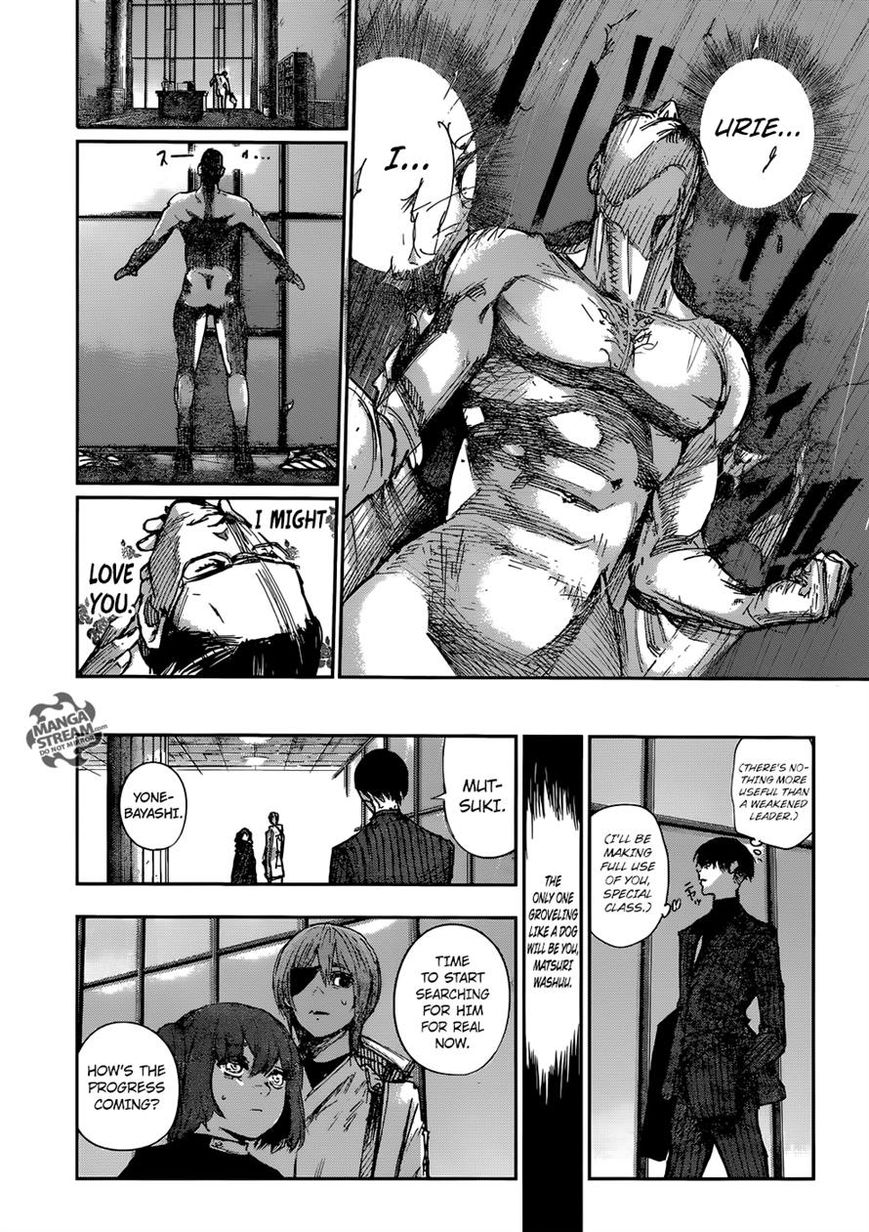 URIE...
I...
スーイ...
I MIGHT
LOVE
YOU.
MANGA
STREAM.com
DO NOT MIRROR
(THERE'S NO-
THING MORE
USEFUL THAN
A WEAKENED
LEADER.)
(I'LL BE
MAKING
FULL USE
OF YOU,
SPECIAL
CLASS.)
THE
ONLY ONE
GROVELING
LIKE A DOG
WILL BE YOU,
MATSURI
WASHUU.
MUT-
SUKI.
YONE-
BAYASHI.
TIME
TO START
SEARCHING
FOR HIM
FOR REAL
NOW.
HOW'S THE
PROGRESS
COMING?